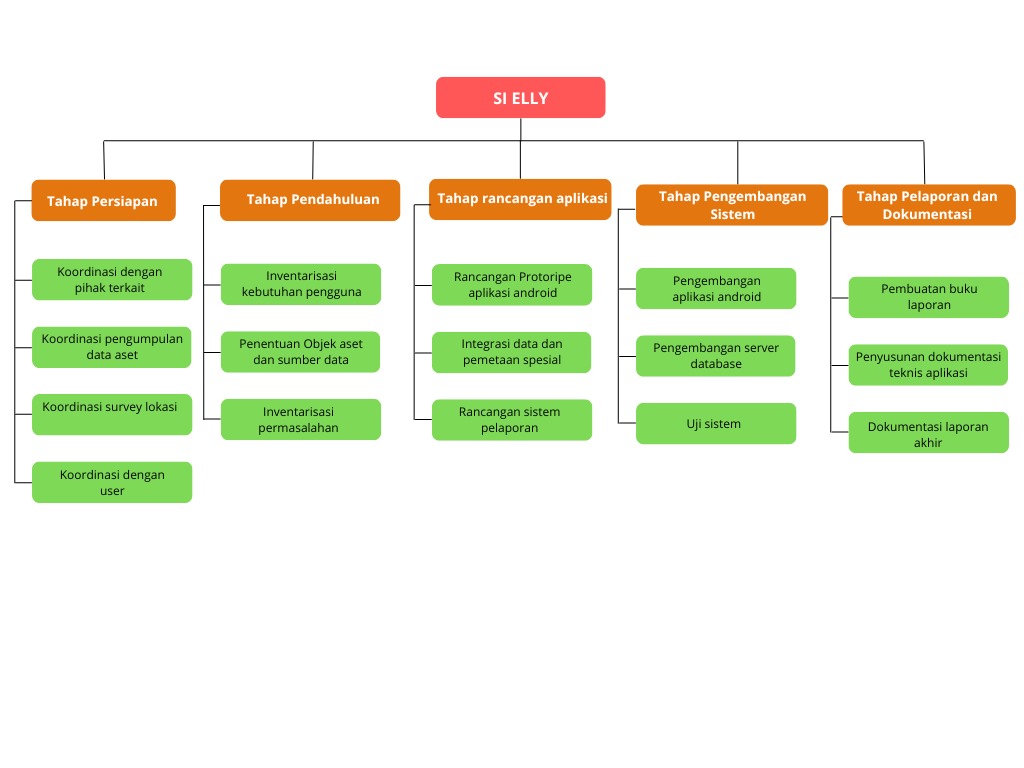 SI ELLY
Tahap Persiapan
Koordinasi dengan
pihak terkait
Koordinasi pengumpulan
data aset
Koordinasi survey lokasi
Koordinasi dengan
user
Tahap Pendahuluan
Inventarisasi
kebutuhan pengguna
Penentuan Objek aset
dan sumber data
Inventarisasi
permasalahan
Tahap rancangan aplikasi
Rancangan Protoripe
aplikasi android
Integrasi data dan
pemetaan spesial
Rancangan sistem
pelaporan
Tahap Pengembangan
Sistem
Pengembangan
aplikasi android
Pengembangan server
database
Uji sistem
Tahap Pelaporan dan
Dokumentasi
Pembuatan buku
laporan
Penyusunan dokumentasi
teknis aplikasi
Dokumentasi laporan
akhir